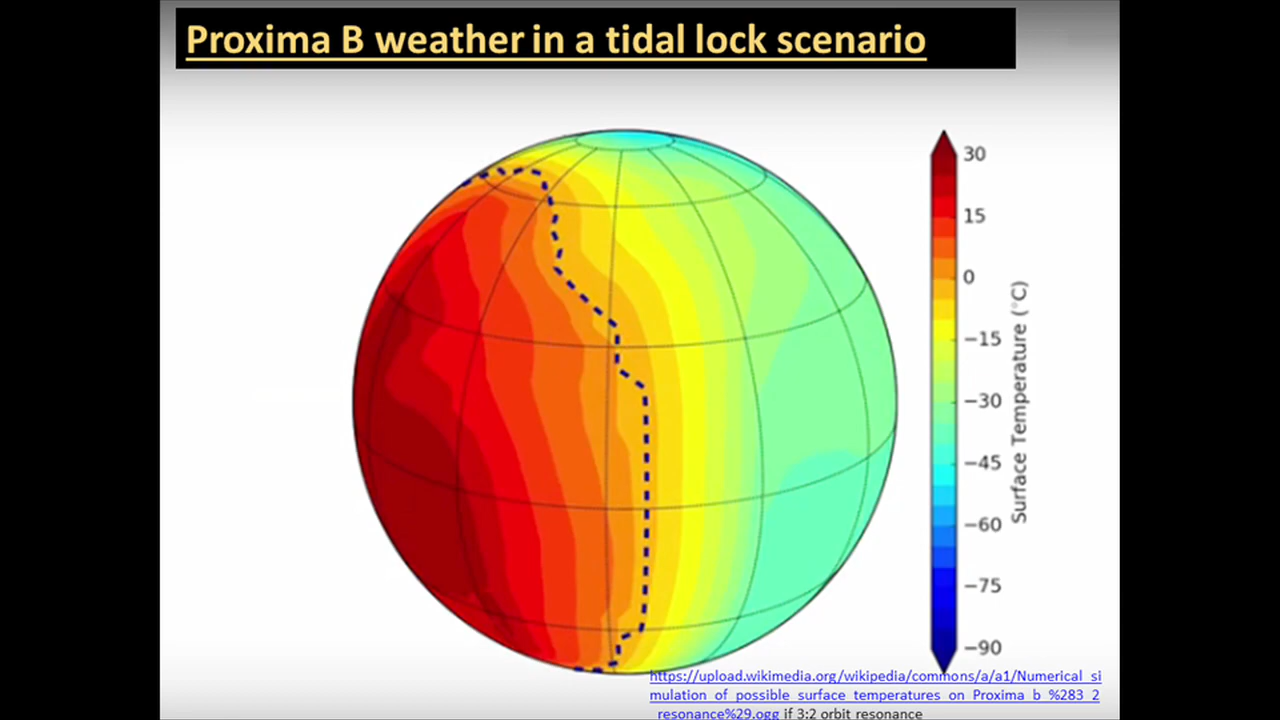 Proxima B weather in a tidal lock scenario
30
15
0
−15
−30
−45
−60
−75
−90
Surface Temperature (°C)
https://upload.wikimedia.org/wikipedia/commons/a/a1/Numerical_si
mulation_of_possible_surface_temperatures_on_Proxima_b_%283_2
_resonance%29.ogg if 3:2 orbit resonance